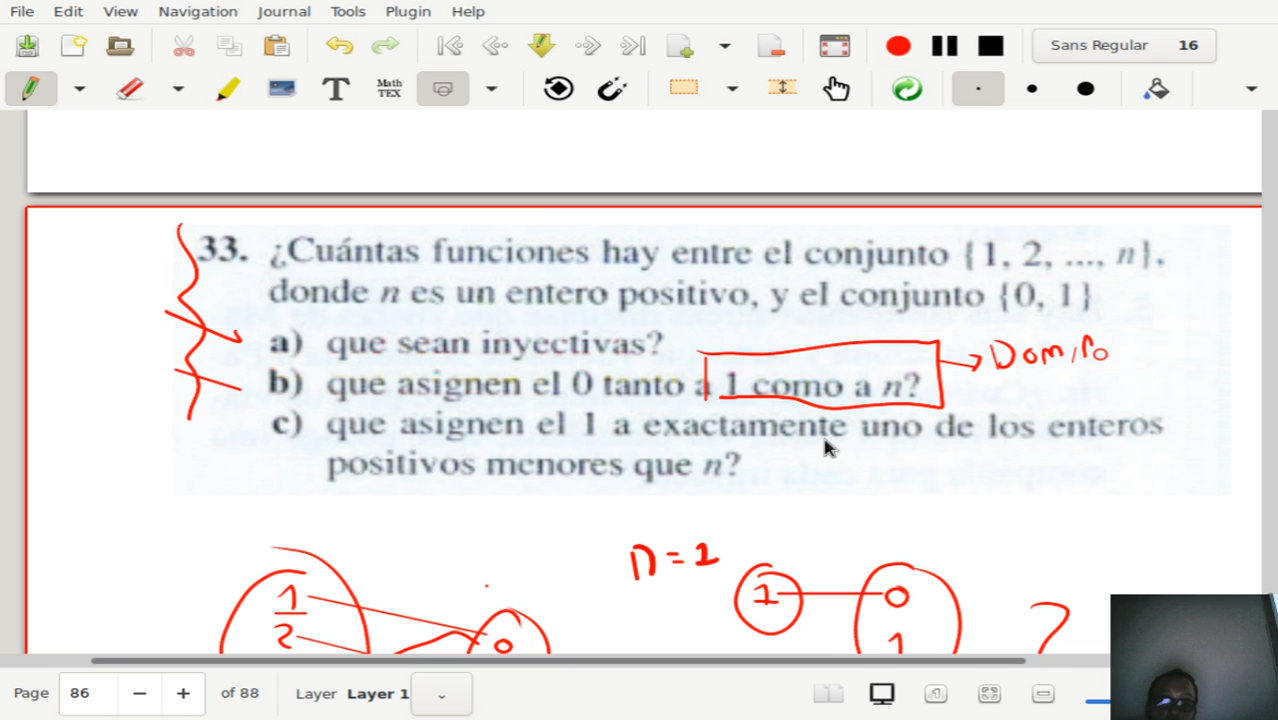 File Edit View Navigation Journal Tools Plugin Help
Sans Regular 16
T Math TEX
33. ¿Cuántas funciones hay entre el conjunto {1, 2, ..., n},
donde n es un entero positivo, y el conjunto {0, 1}
a) que sean inyectivas?
Dominio
b) que asignen el 0 tanto a 1 como a n?
c) que asignen el 1 a exactamente uno de los enteros
positivos menores que n?
n = 1
1 0
1 2 0 1 ?
Page 86 - + of 88 Layer Layer 1